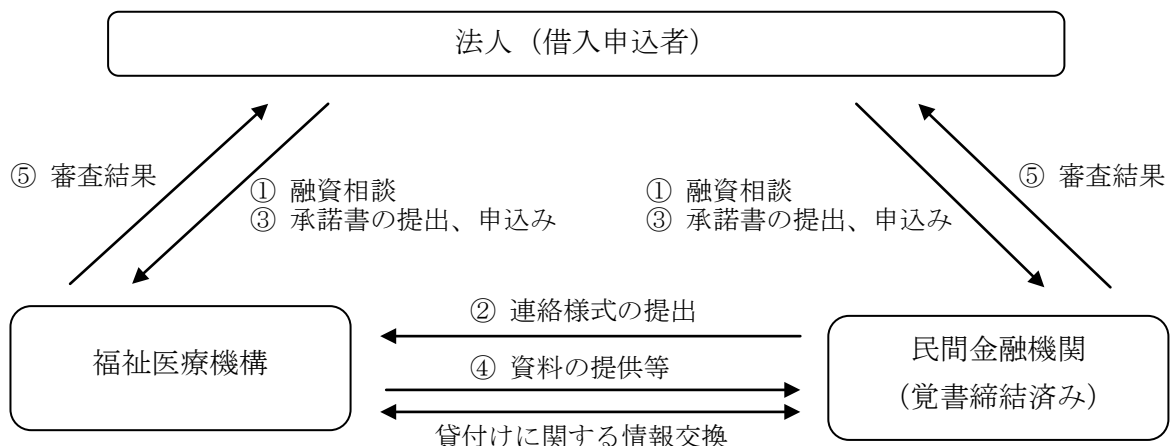 法人（借入申込者）
⑤ 審査結果
① 融資相談
③ 承諾書の提出、申込み
① 融資相談
③ 承諾書の提出、申込み
⑤ 審査結果
福祉医療機構
② 連絡様式の提出
④ 資料の提供等
貸付けに関する情報交換
民間金融機関
（覚書締結済み）